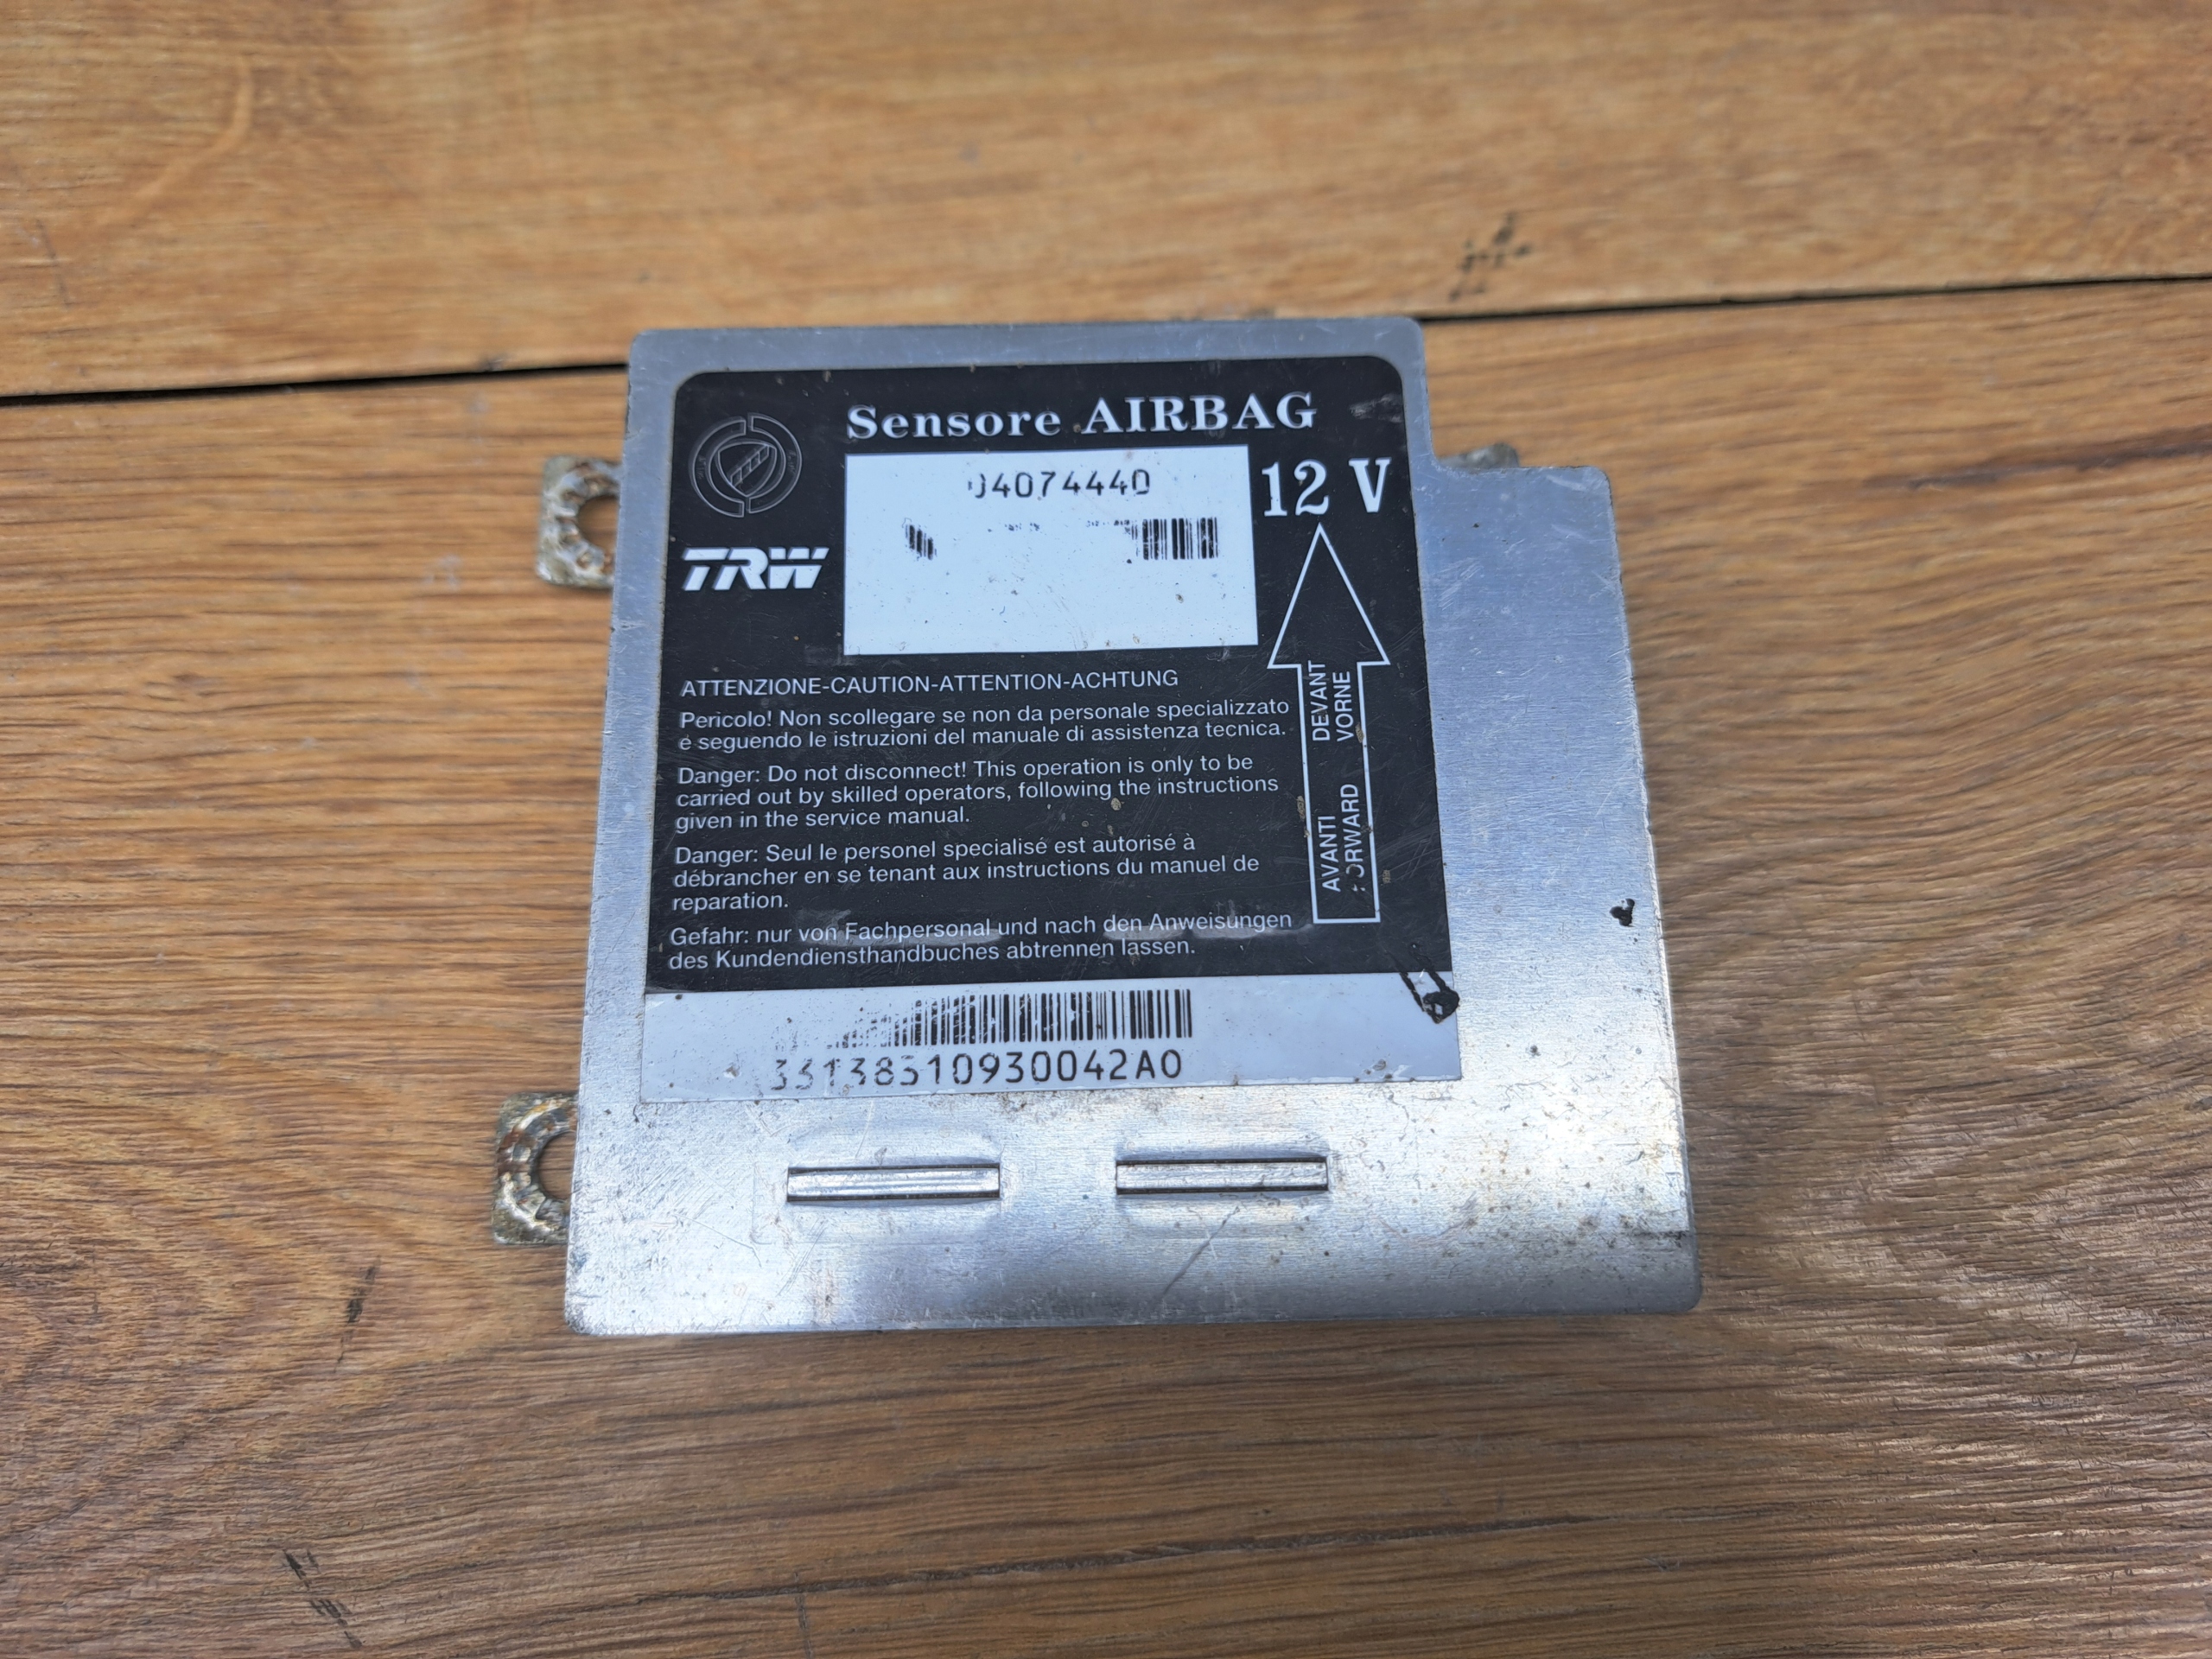 Sensore AIRBAG
04074440
12 V
TRW
ATTENZIONE-CAUTION-ATTENTION-ACHTUNG
Pericolo! Non scollegare se non da personale specializzato
e seguendo le istruzioni del manuale di assistenza tecnica.
Danger: Do not disconnect! This operation is only to be
carried out by skilled operators, following the instructions
given in the service manual.
Danger: Seul le personel specialisé est autorisé à
débrancher en se tenant aux instructions du manuel de
reparation.
Gefahr: nur von Fachpersonal und nach den Anweisungen
des Kundendiensthandbuches abtrennen lassen.
AVANTI DEVANT
FORWARD VORNE